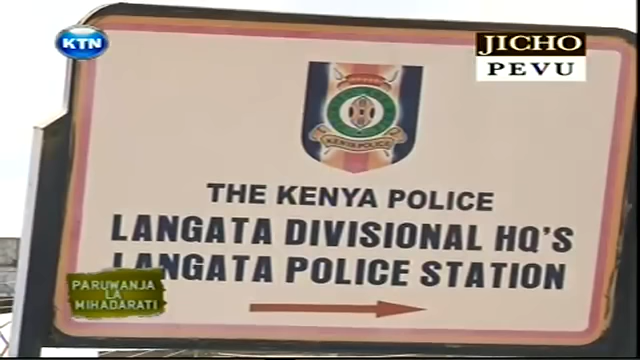 KTN
JICHO
PEVU
KENYA POLICE
THE KENYA POLICE
LANGATA DIVISIONAL HQ'S
LANGATA POLICE STATION
PARUWANJA
LA
MIHADARATI